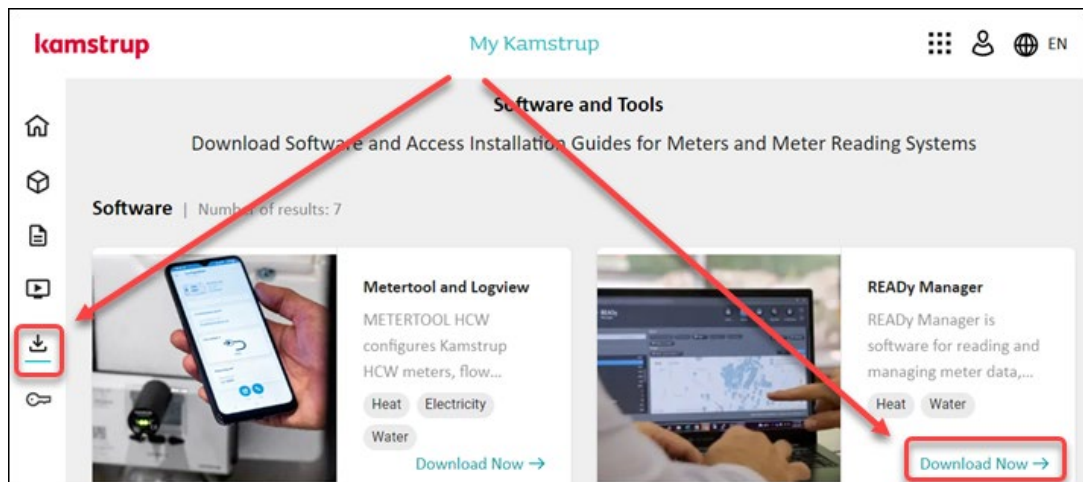 kamstrup
My Kamstrup
EN
Software and Tools
Download Software and Access Installation Guides for Meters and Meter Reading Systems
Software | Number of results: 7
Metertool and Logview
METERTOOL HCW
configures Kamstrup
HCW meters, flow...
Heat Electricity
Water
Download Now →
READy Manager
READy Manager is
software for reading and
managing meter data,...
Heat Water
Download Now →